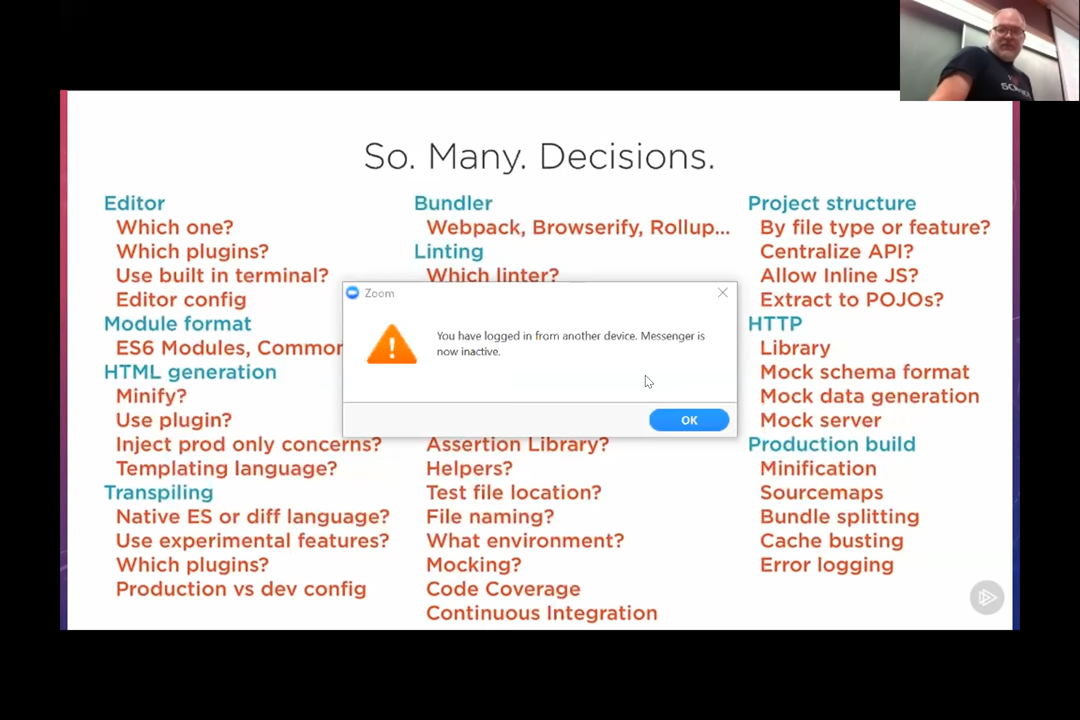 So. Many. Decisions.
Editor
Which one?
Which plugins?
Use built in terminal?
Editor config
Module format
ES6 Modules, Common
HTML generation
Minify?
Use plugin?
Inject prod only concerns?
Templating language?
Transpiling
Native ES or diff language?
Use experimental features?
Which plugins?
Production vs dev config
Bundler
Webpack, Browserify, Rollup...
Linting
Which linter?
Zoom
You have logged in from another device. Messenger is
now inactive.
OK
Assertion Library?
Helpers?
Test file location?
File naming?
What environment?
Mocking?
Code Coverage
Continuous Integration
Project structure
By file type or feature?
Centralize API?
Allow Inline JS?
Extract to POJOs?
HTTP
Library
Mock schema format
Mock data generation
Mock server
Production build
Minification
Sourcemaps
Bundle splitting
Cache busting
Error logging